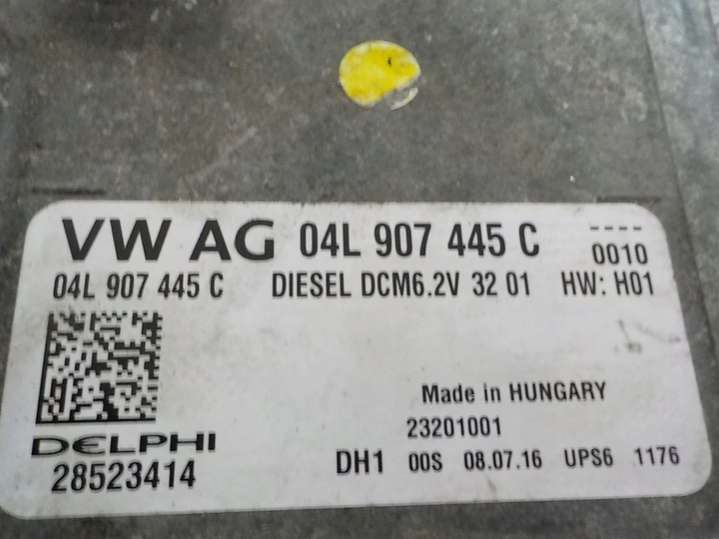 VW AG 04L 907 445 C ----
0010
04L 907 445 C DIESEL DCM6.2V 32 01 HW: H01
Made in HUNGARY
23201001
DELPHI
28523414
DH1 00S 08.07.16 UPS6 1176